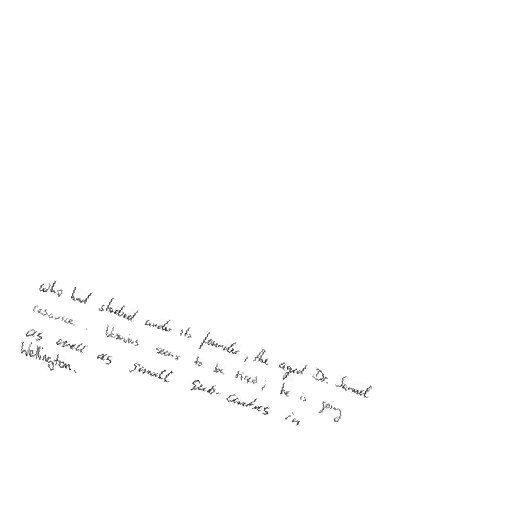 who had studied under its founder, the aged Dr. Samuel
resource. Verwus seems to be tired; he is going
as well as small sub-centres in
Wellington.